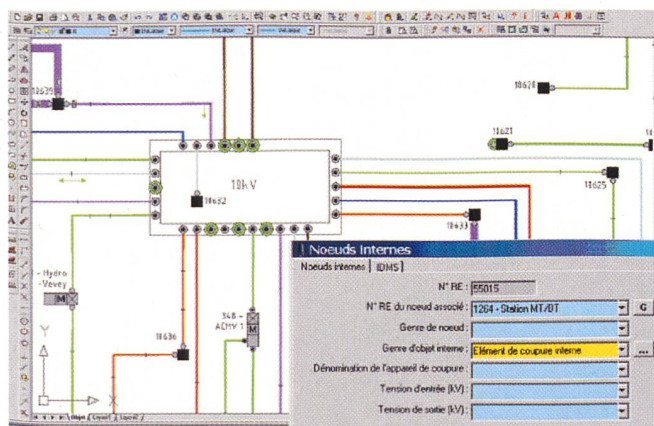 18639
18628
18621
10kV
18625
18632
18633
- Hydro -
Vevey
M
348 -
ACMV 1
M
18636
Y
X
Noeuds internes
Noeuds internes | IDMS |
N° RE : 55015
N° RE du noeud associé : 1264 - Station MT/BT G
Genre de noeud :
Genre d'objet interne : Elément de coupure interne ...
Dénomination de l'appareil de coupure :
Tension d'entrée (kV) :
Tension de sortie (kV) :